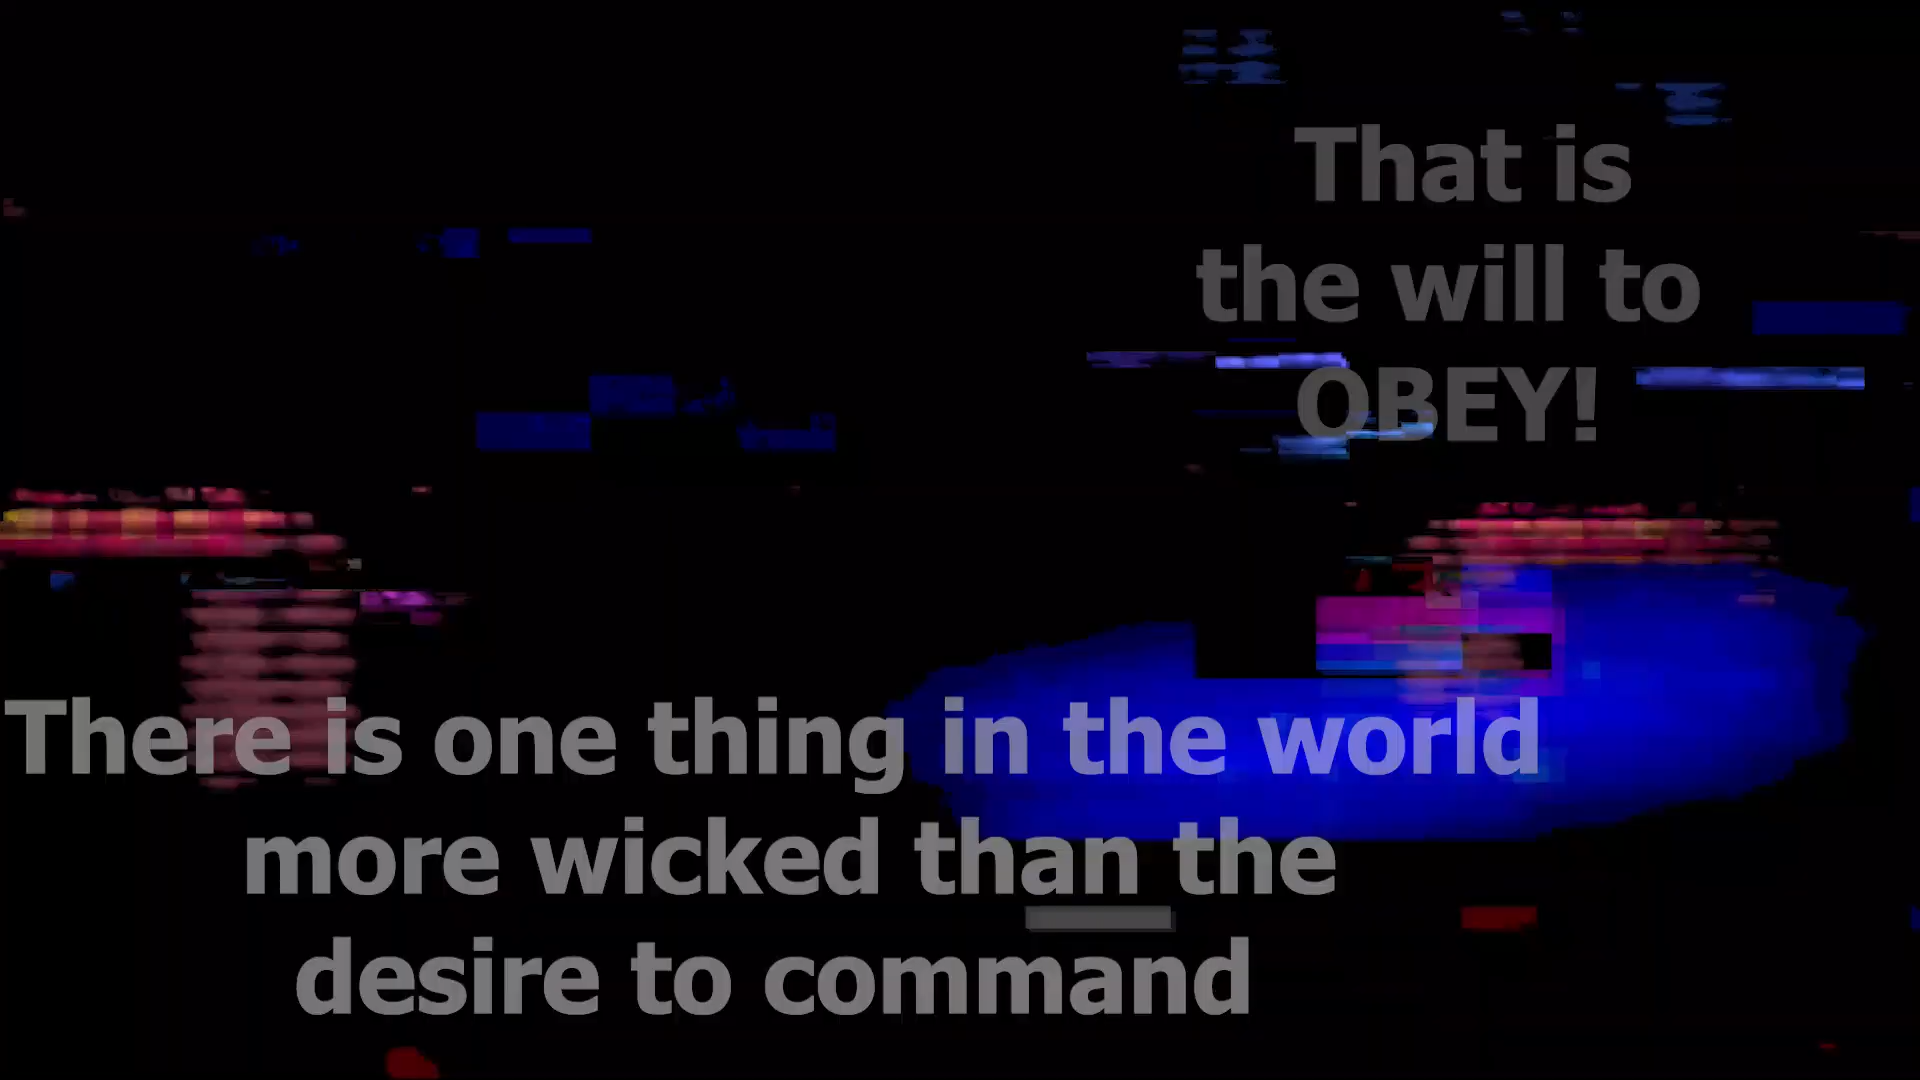 That is
the will to
OBEY!
There is one thing in the world
more wicked than the
desire to command